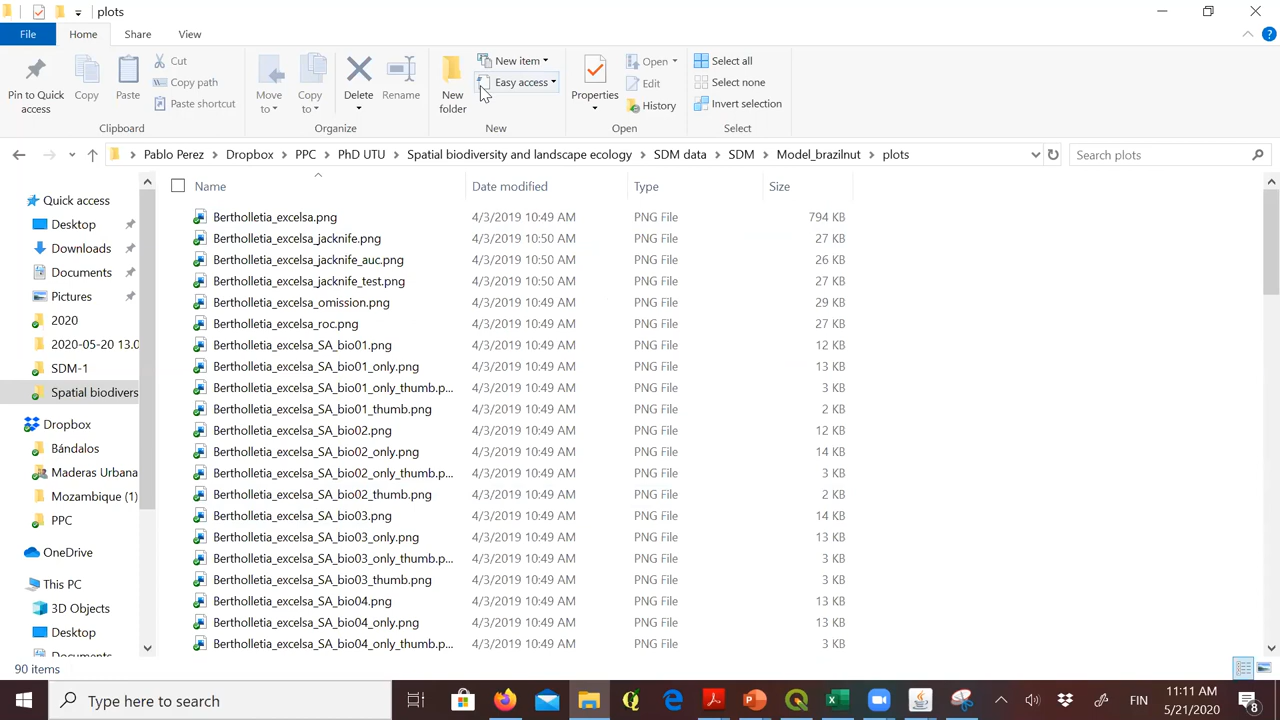 plots
File Home Share View
Pin to Quick access
Copy
Paste
Cut
Copy path
Paste shortcut
Clipboard
Move to
Copy to
Delete
Rename
Organize
New folder
New item
Easy access
New
Properties
Open
Edit
History
Open
Select all
Select none
Invert selection
Select
Pablo Perez Dropbox PPC PhD UTU Spatial biodiversity and landscape ecology SDM data SDM Model_brazilnut plots
Search plots
Quick access
Desktop
Downloads
Documents
Pictures
2020
2020-05-20 13.0
SDM-1
Spatial biodivers
Dropbox
Bándalos
Maderas Urbana
Mozambique (1)
PPC
OneDrive
This PC
3D Objects
Desktop
Documents
Name Date modified Type Size
Bertholletia_excelsa.png 4/3/2019 10:49 AM PNG File 794 KB
Bertholletia_excelsa_jacknife.png 4/3/2019 10:50 AM PNG File 27 KB
Bertholletia_excelsa_jacknife_auc.png 4/3/2019 10:50 AM PNG File 26 KB
Bertholletia_excelsa_jacknife_test.png 4/3/2019 10:50 AM PNG File 27 KB
Bertholletia_excelsa_omission.png 4/3/2019 10:49 AM PNG File 29 KB
Bertholletia_excelsa_roc.png 4/3/2019 10:49 AM PNG File 27 KB
Bertholletia_excelsa_SA_bio01.png 4/3/2019 10:49 AM PNG File 12 KB
Bertholletia_excelsa_SA_bio01_only.png 4/3/2019 10:49 AM PNG File 13 KB
Bertholletia_excelsa_SA_bio01_only_thumb.p... 4/3/2019 10:49 AM PNG File 3 KB
Bertholletia_excelsa_SA_bio01_thumb.png 4/3/2019 10:49 AM PNG File 2 KB
Bertholletia_excelsa_SA_bio02.png 4/3/2019 10:49 AM PNG File 12 KB
Bertholletia_excelsa_SA_bio02_only.png 4/3/2019 10:49 AM PNG File 14 KB
Bertholletia_excelsa_SA_bio02_only_thumb.p... 4/3/2019 10:49 AM PNG File 3 KB
Bertholletia_excelsa_SA_bio02_thumb.png 4/3/2019 10:49 AM PNG File 2 KB
Bertholletia_excelsa_SA_bio03.png 4/3/2019 10:49 AM PNG File 14 KB
Bertholletia_excelsa_SA_bio03_only.png 4/3/2019 10:49 AM PNG File 13 KB
Bertholletia_excelsa_SA_bio03_only_thumb.p... 4/3/2019 10:49 AM PNG File 3 KB
Bertholletia_excelsa_SA_bio03_thumb.png 4/3/2019 10:49 AM PNG File 3 KB
Bertholletia_excelsa_SA_bio04.png 4/3/2019 10:49 AM PNG File 13 KB
Bertholletia_excelsa_SA_bio04_only.png 4/3/2019 10:49 AM PNG File 13 KB
Bertholletia_excelsa_SA_bio04_only_thumb.p... 4/3/2019 10:49 AM PNG File 3 KB
90 items
Type here to search
FIN
11:11 AM
5/21/2020
8